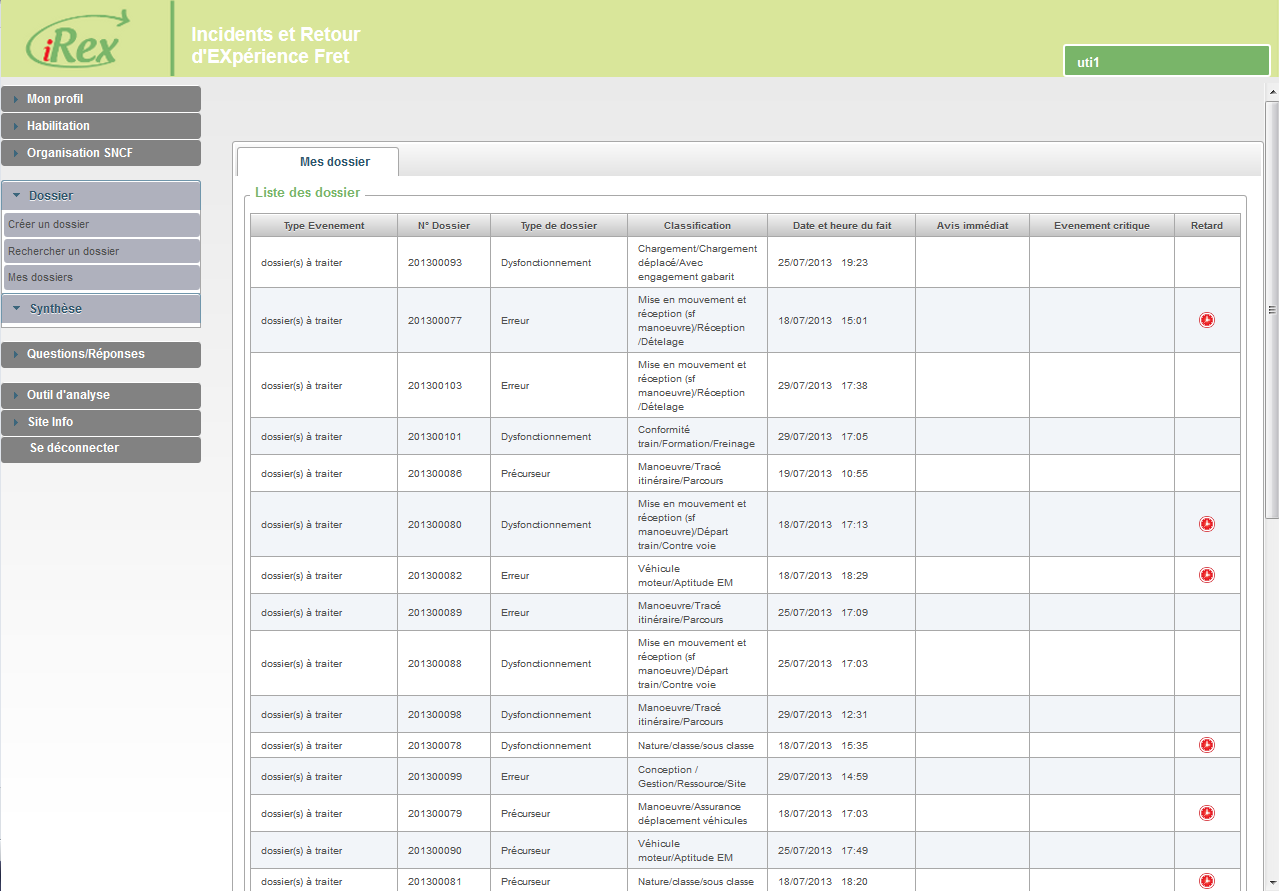 iRex
Incidents et Retour
d'EXpérience Fret
uti1
Mon profil
Habilitation
Organisation SNCF
Dossier
Créer un dossier
Rechercher un dossier
Mes dossiers
Synthèse
Questions/Réponses
Outil d'analyse
Site Info
Se déconnecter
Mes dossier
Liste des dossier
Type Evenement N° Dossier Type de dossier Classification Date et heure du fait Avis immédiat Evenement critique Retard
dossier(s) à traiter 201300093 Dysfonctionnement Chargement/Chargement
déplacé/Avec
engagement gabarit 25/07/2013 19:23
dossier(s) à traiter 201300077 Erreur Mise en mouvement et
réception (sf
manoeuvre)/Réception
/Dételage 18/07/2013 15:01
dossier(s) à traiter 201300103 Erreur Mise en mouvement et
réception (sf
manoeuvre)/Réception
/Dételage 29/07/2013 17:38
dossier(s) à traiter 201300101 Dysfonctionnement Conformité
train/Formation/Freinage 29/07/2013 17:05
dossier(s) à traiter 201300086 Précurseur Manoeuvre/Tracé
itinéraire/Parcours 19/07/2013 10:55
dossier(s) à traiter 201300080 Dysfonctionnement Mise en mouvement et
réception (sf
manoeuvre)/Départ
train/Contre voie 18/07/2013 17:13
dossier(s) à traiter 201300082 Erreur Véhicule
moteur/Aptitude EM 18/07/2013 18:29
dossier(s) à traiter 201300089 Erreur Manoeuvre/Tracé
itinéraire/Parcours 25/07/2013 17:09
dossier(s) à traiter 201300088 Dysfonctionnement Mise en mouvement et
réception (sf
manoeuvre)/Départ
train/Contre voie 25/07/2013 17:03
dossier(s) à traiter 201300098 Dysfonctionnement Manoeuvre/Tracé
itinéraire/Parcours 29/07/2013 12:31
dossier(s) à traiter 201300078 Dysfonctionnement Nature/classe/sous classe 18/07/2013 15:35
dossier(s) à traiter 201300099 Erreur Conception /
Gestion/Ressource/Site 29/07/2013 14:59
dossier(s) à traiter 201300079 Précurseur Manoeuvre/Assurance
déplacement véhicules 18/07/2013 17:03
dossier(s) à traiter 201300090 Précurseur Véhicule
moteur/Aptitude EM 25/07/2013 17:49
dossier(s) à traiter 201300081 Précurseur Nature/classe/sous classe 18/07/2013 18:20